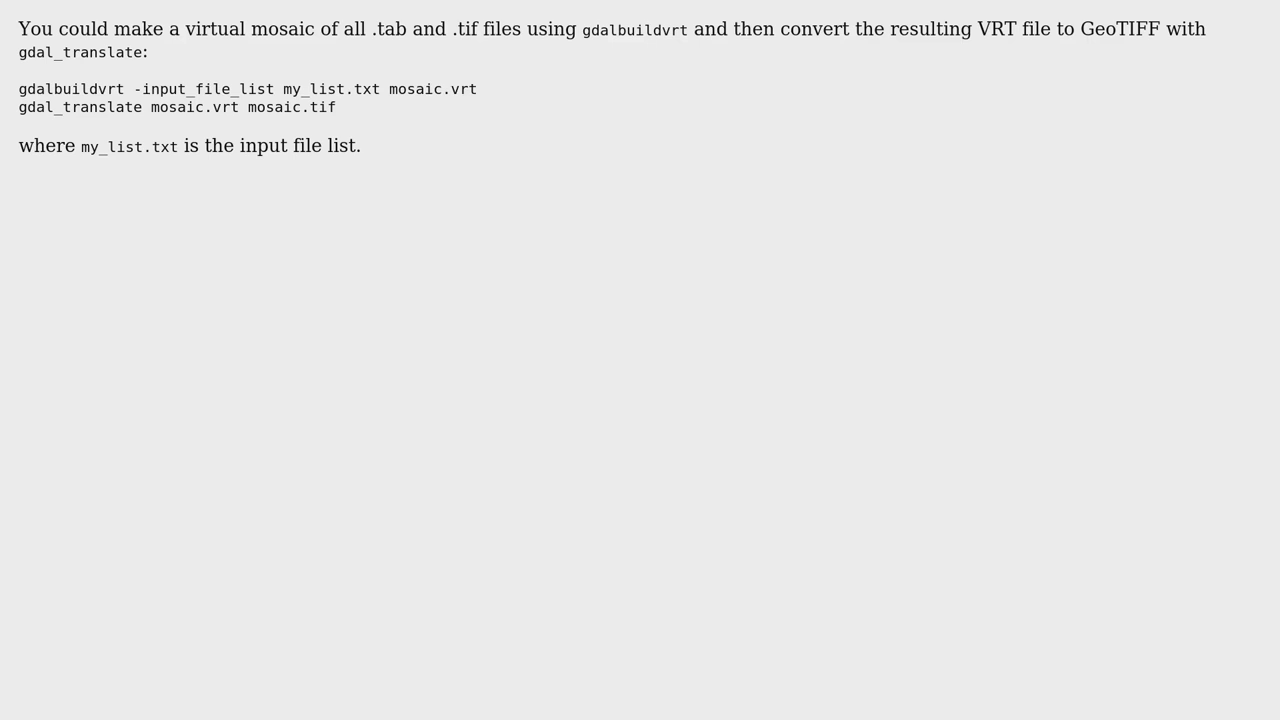 You could make a virtual mosaic of all .tab and .tif files using gdalbuildvrt and then convert the resulting VRT file to GeoTIFF with
gdal_translate:
gdalbuildvrt -input_file_list my_list.txt mosaic.vrt
gdal_translate mosaic.vrt mosaic.tif
where my_list.txt is the input file list.